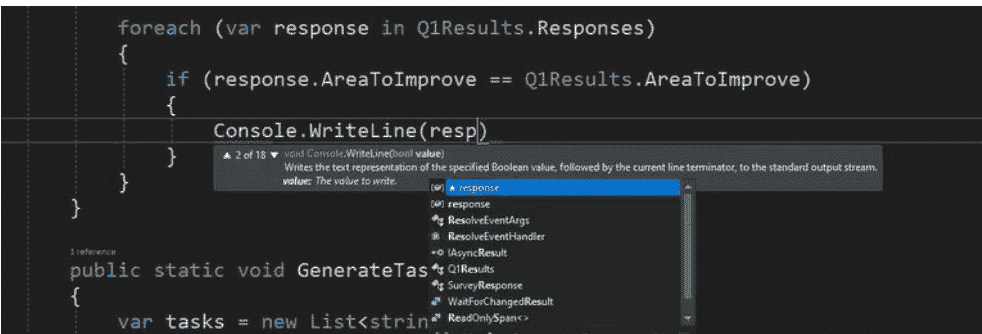 foreach (var response in Q1Results.Responses)
{
if (response.AreaToImprove == Q1Results.AreaToImprove)
{
Console.WriteLine(resp)
}
▲ 2 of 18 ▼ void Console.WriteLine(bool value)
Writes the text representation of the specified Boolean value, followed by the current line terminator, to the standard output stream.
value: The value to write.
}
★ response
response
}
ResolveEventArgs
ResolveEventHandler
IAsyncResult
1 reference
public static void GenerateTas
Q1Results
SurveyResponse
{
WaitForChangedResult
var tasks = new List<strin
ReadOnlySpan<>